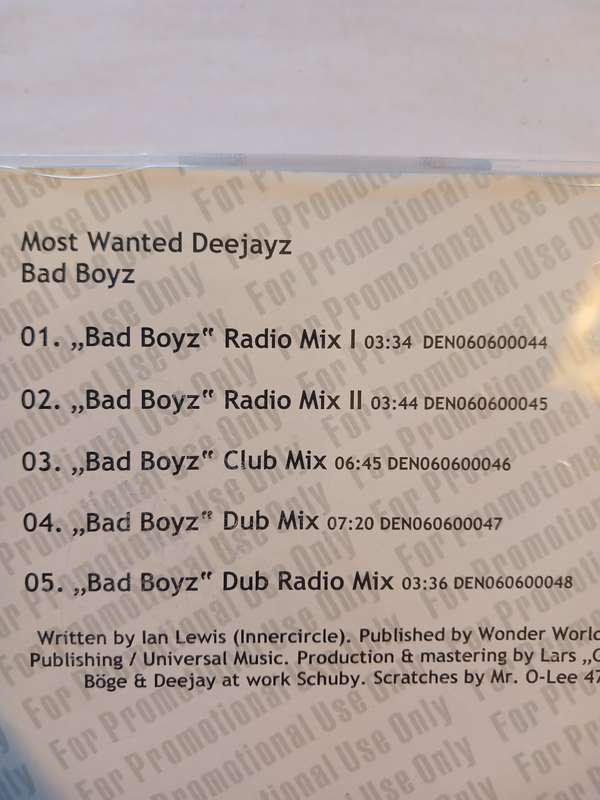 Most Wanted Deejayz
Bad Boyz
01. „Bad Boyz" Radio Mix I 03:34 DEN060600044
02. „Bad Boyz" Radio Mix II 03:44 DEN060600045
03. „Bad Boyz" Club Mix 06:45 DEN060600046
04. „Bad Boyz" Dub Mix 07:20 DEN060600047
05. „Bad Boyz" Dub Radio Mix 03:36 DEN060600048
Written by Ian Lewis (Innercircle). Published by Wonder World
Publishing / Universal Music. Production & mastering by Lars
Böge & Deejay at work Schuby. Scratches by Mr. O-Lee 47
For Promotional Use Only